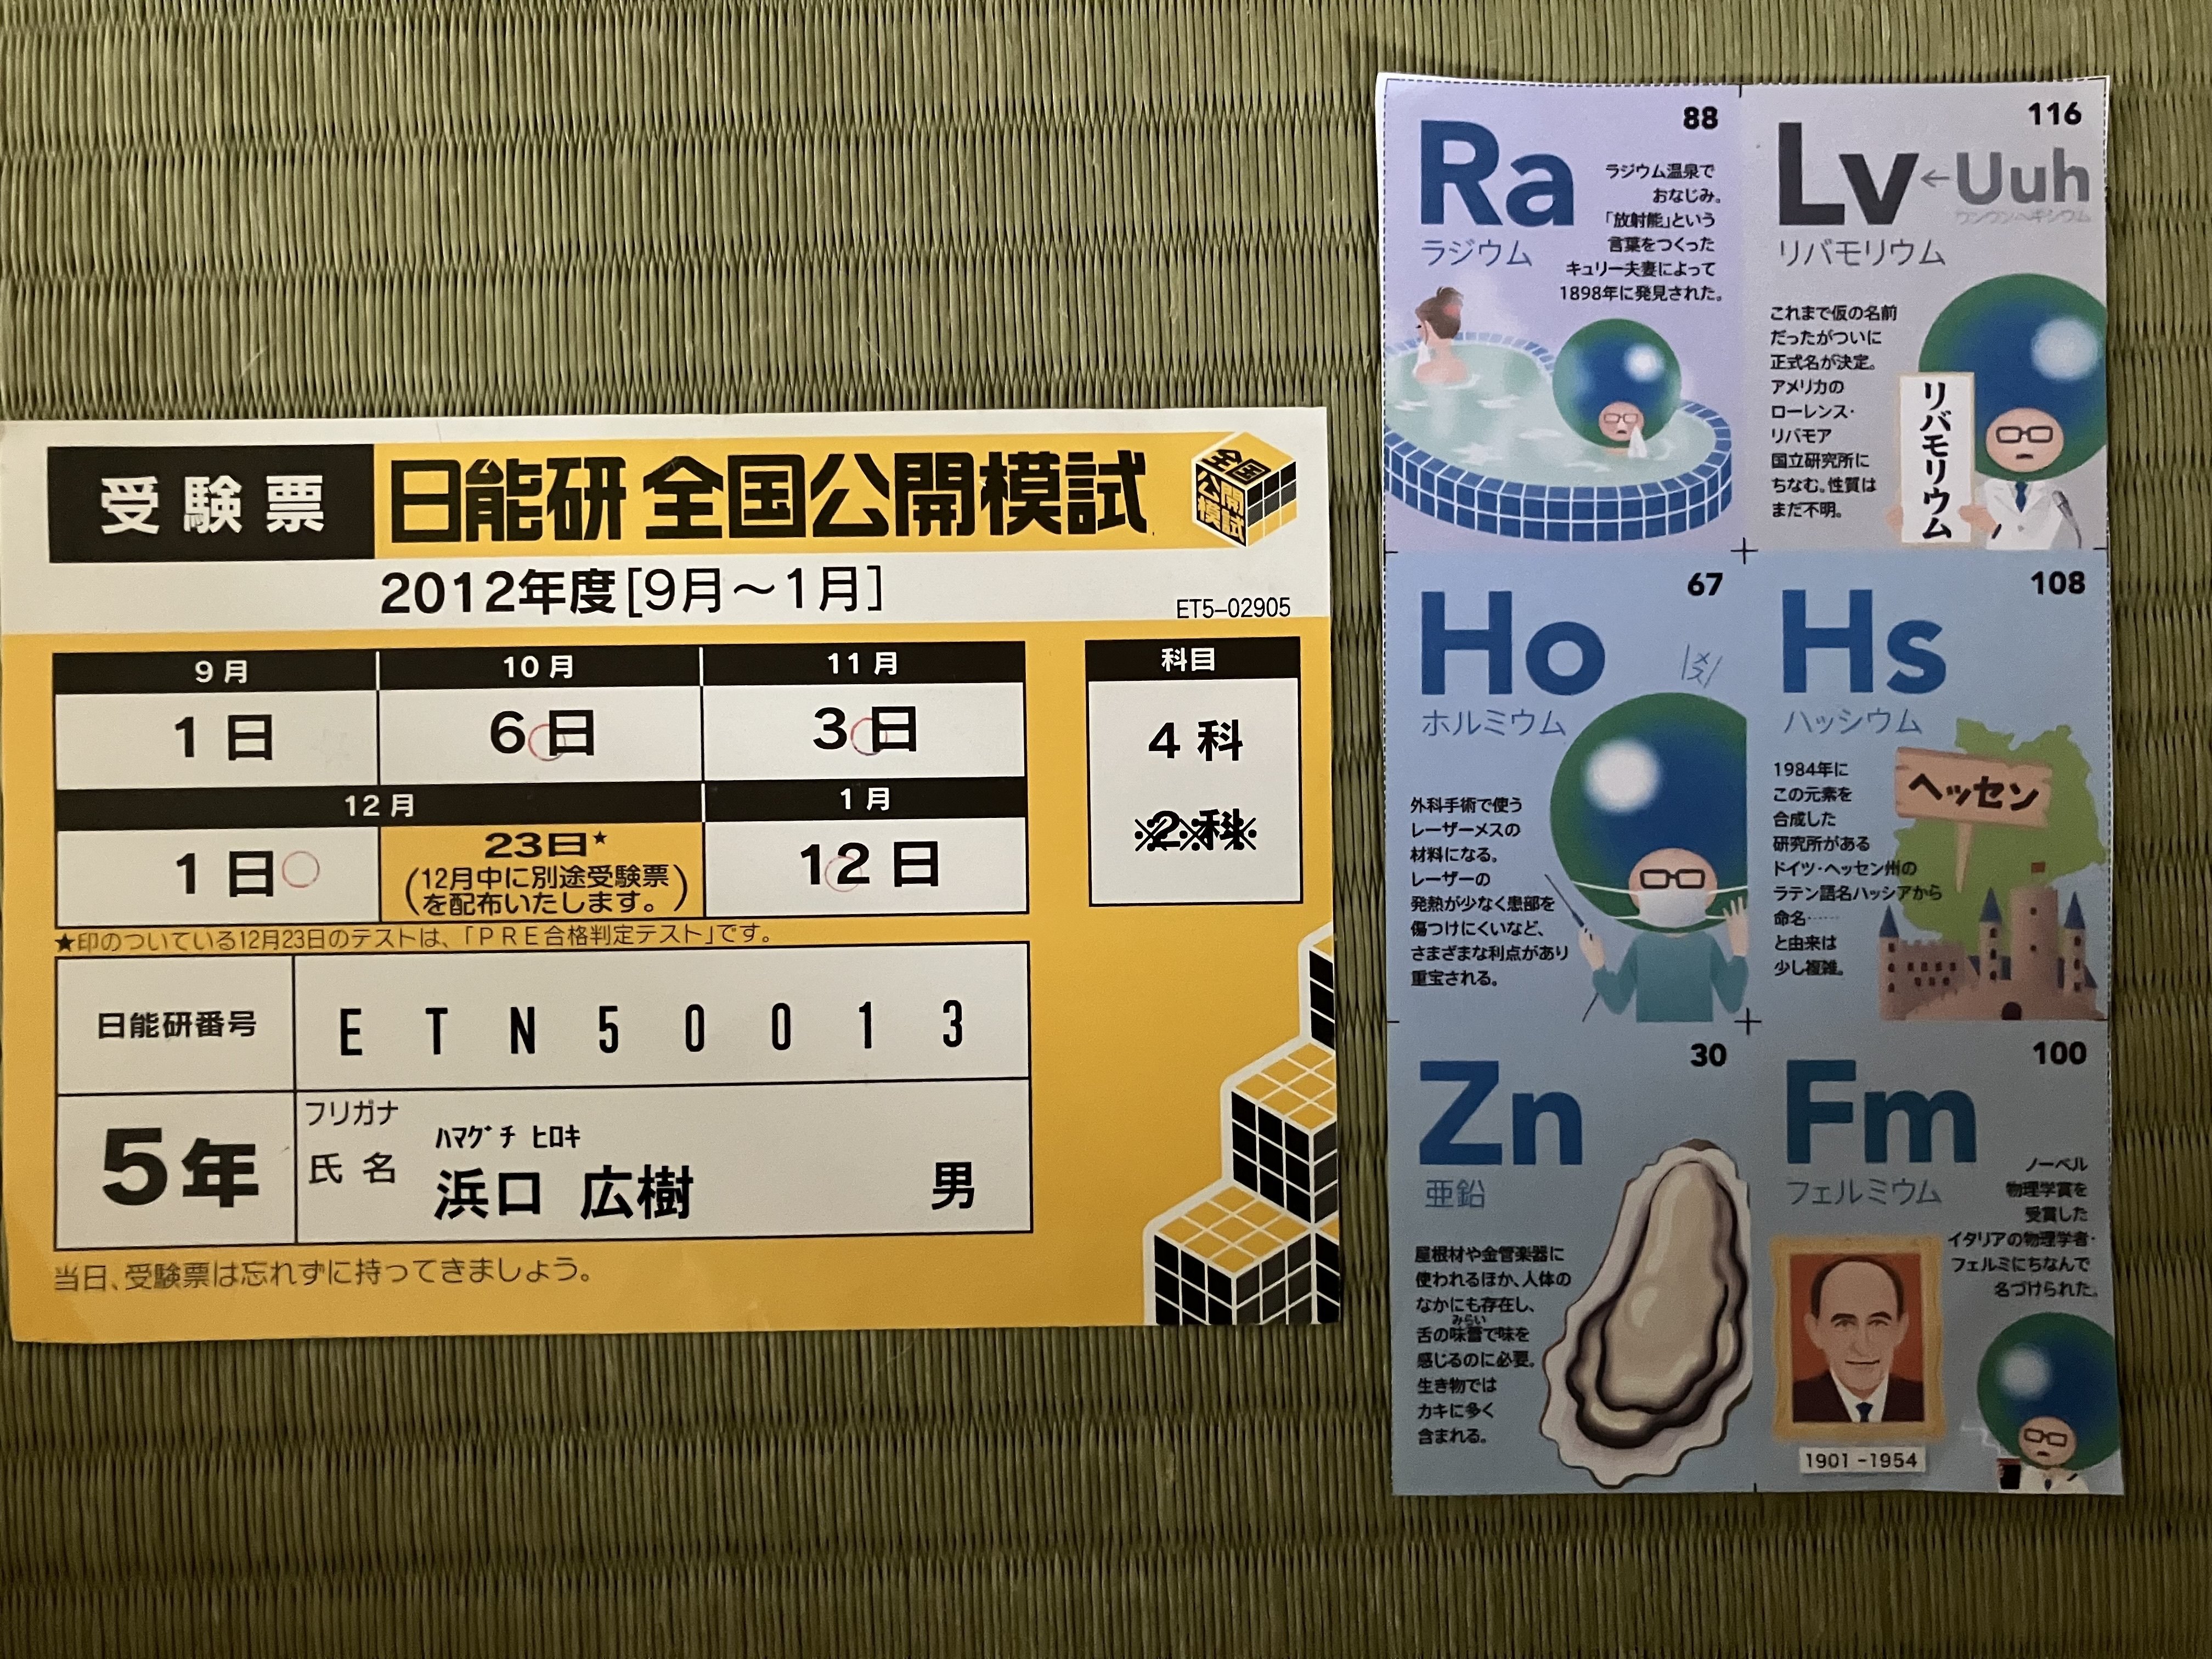 受験票 日能研 全国公開模試
全国
公開
模試
2012年度[9月～1月]
ET5-02905
9月 10月 11月
1日 6日 3日
12月 1月
1日 23日★ 12日
(12月中に別途受験票
を配布いたします。)
★印のついている12月23日のテストは、「PRE合格判定テスト」です。
科目
4科
※2※科※
日能研番号 ETN50013
5年
フリガナ ﾊﾏｸﾞﾁ ﾋﾛｷ
氏名 浜口 広樹 男
当日、受験票は忘れずに持ってきましょう。
88
Ra
ラジウム
ラジウム温泉で
おなじみ。
「放射能」という
言葉をつくった
キュリー夫妻によって
1898年に発見された。
116
Lv←Uuh
ウンウンヘキシウム
リバモリウム
これまで仮の名前
だったがついに
正式名が決定。
アメリカの
ローレンス・
リバモア
国立研究所に
ちなむ。性質は
まだ不明。
リバモリウム
67
Ho
ホルミウム
メス
外科手術で使う
レーザーメスの
材料になる。
レーザーの
発熱が少なく患部を
傷つけにくいなど、
さまざまな利点があり
重宝される。
108
Hs
ハッシウム
1984年に
この元素を
合成した
研究所がある
ドイツ・ヘッセン州の
ラテン語名ハッシアから
命名……
と由来は
少し複雑。
ヘッセン
30
Zn
亜鉛
屋根材や金管楽器に
使われるほか、人体の
なかにも存在し、
みらい
舌の味蕾で味を
感じるのに必要。
生き物では
カキに多く
含まれる。
100
Fm
フェルミウム
ノーベル
物理学賞を
受賞した
イタリアの物理学者・
フェルミにちなんで
名づけられた。
1901-1954